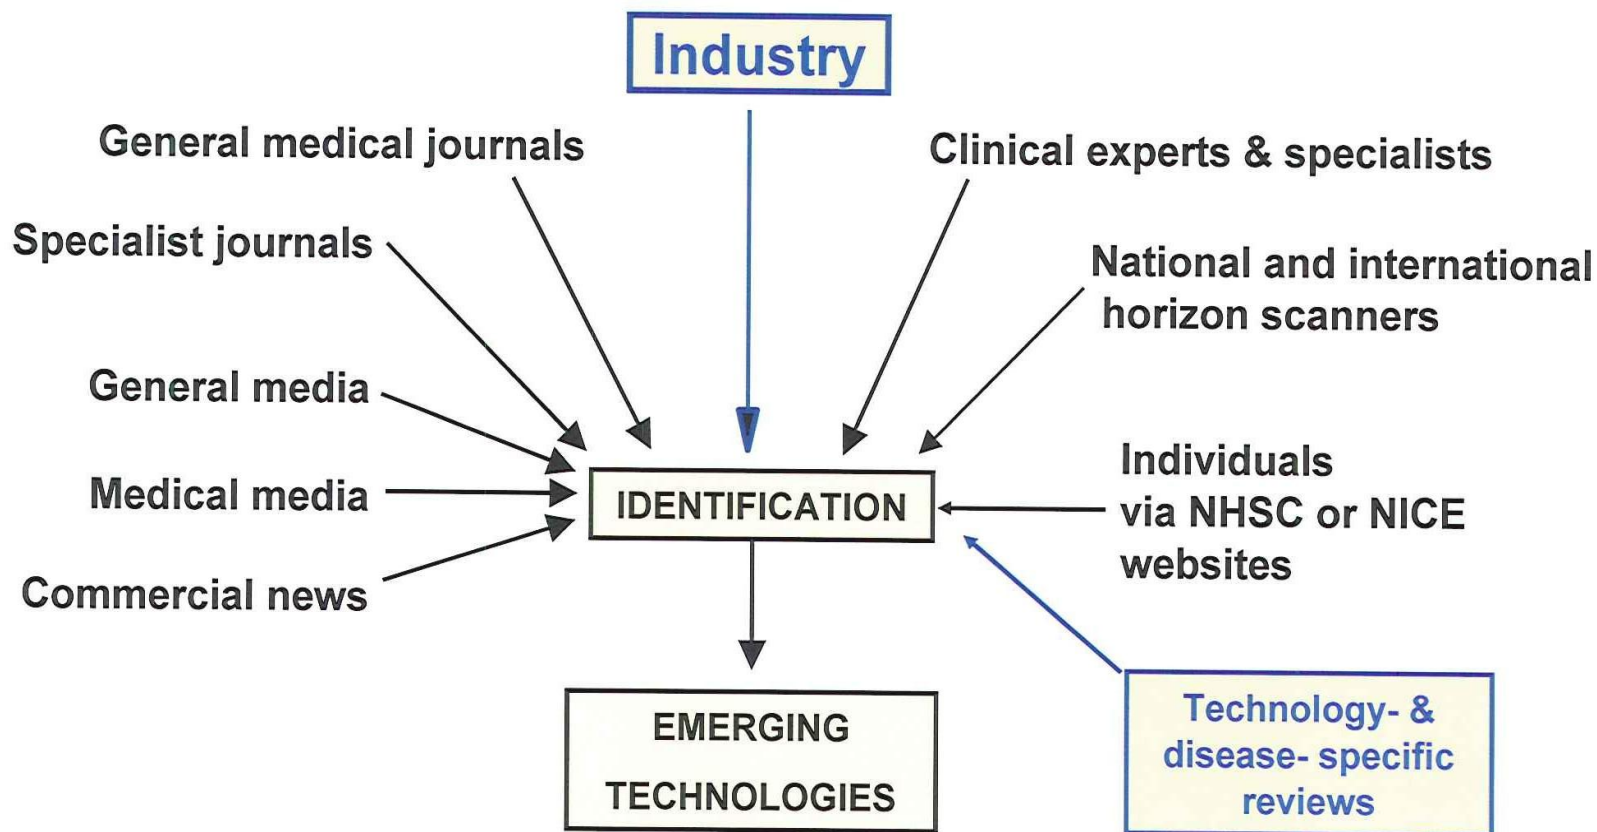 Industry
General medical journals
Clinical experts & specialists
Specialist journals
National and international
horizon scanners
General media
Medical media
Commercial news
IDENTIFICATION
Individuals
via NHSC or NICE
websites
EMERGING
TECHNOLOGIES
Technology- &
disease- specific
reviews